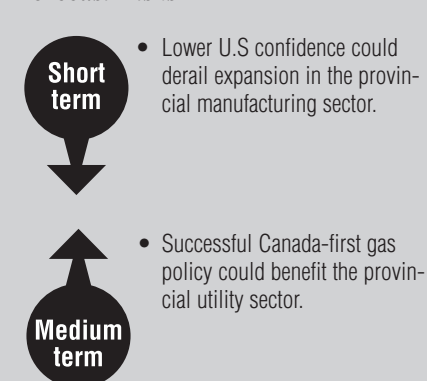 Short
term
• Lower U.S confidence could
derail expansion in the provin-
cial manufacturing sector.
• Successful Canada-first gas
policy could benefit the provin-
cial utility sector.
Medium
term